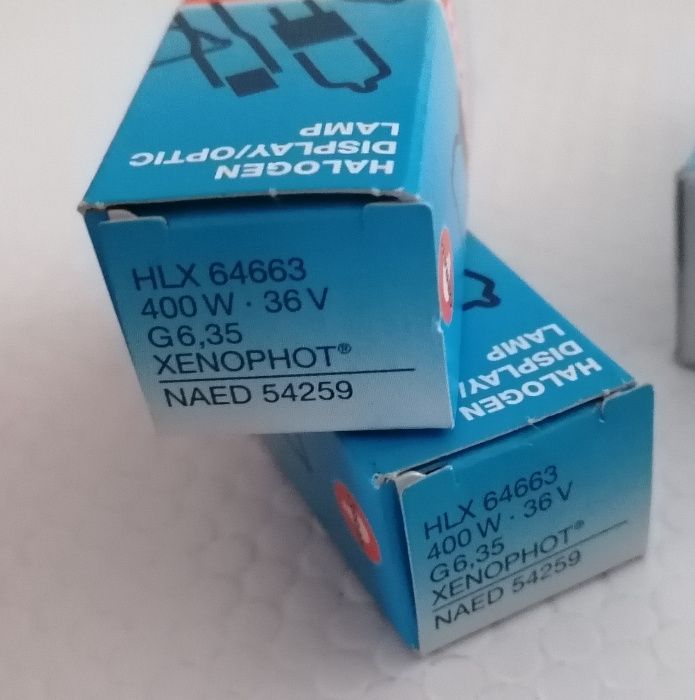 HALOGEN
DISPLAY/OPTIC
LAMP
HLX 64663
400 W · 36 V
G6,35
XENOPHOT®
NAED 54259
HALOGEN
DISPLAY/
LAMP
HLX 64663
400 W · 36 V
G6,35
XENOPHOT®
NAED 54259